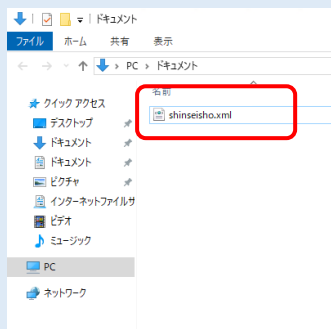 ドキュメント
ファイル ホーム 共有 表示
PC › ドキュメント
名前
shinseisho.xml
クイック アクセス
デスクトップ
ドキュメント
ドキュメント
ピクチャ
インターネットファイルサ
ビデオ
ミュージック
PC
ネットワーク